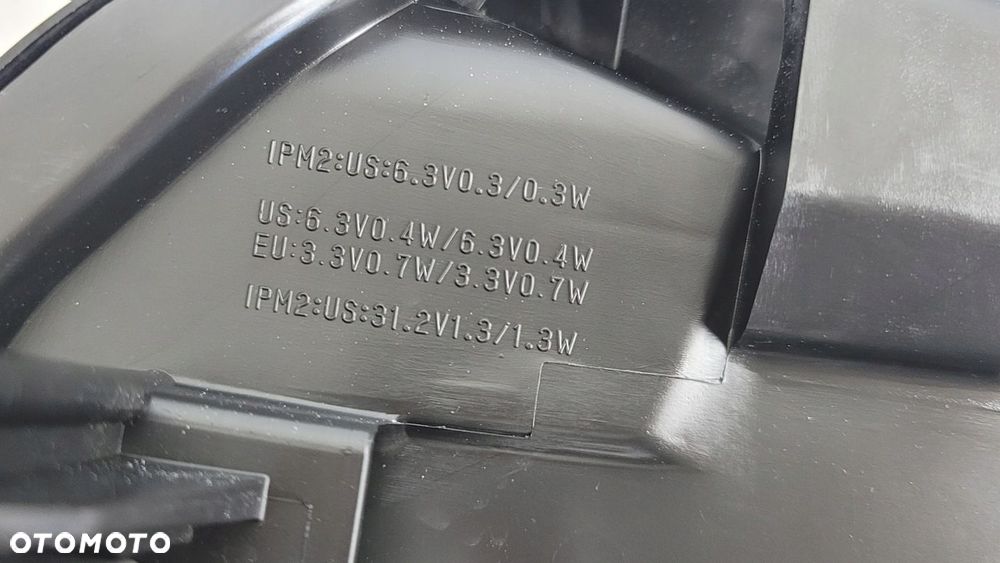 IPM2:US:6.3V0.3/0.3W
US:6.3V0.4W/6.3V0.4W
EU:3.3V0.7W/3.3V0.7W
IPM2:US:31.2V1.3/1.3W
OTOMOTO